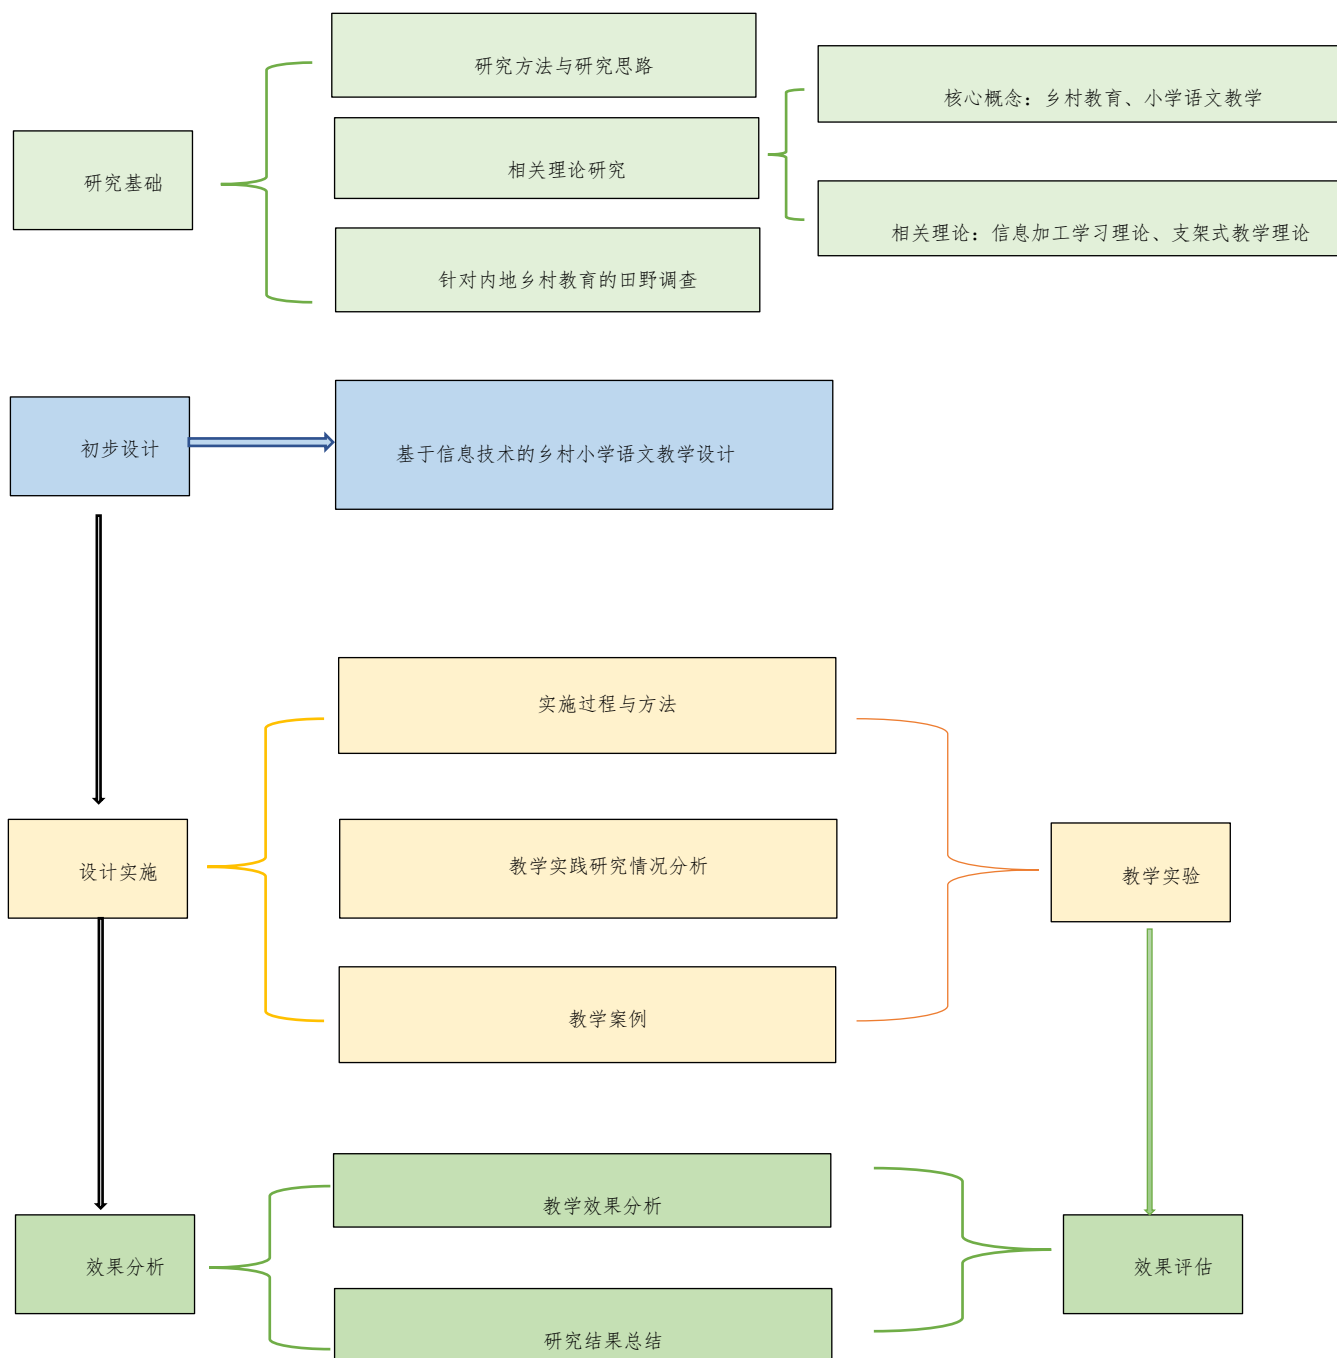 研究方法与研究思路
核心概念：乡村教育、小学语文教学
研究基础
相关理论研究
相关理论：信息加工学习理论、支架式教学理论
针对内地乡村教育的田野调查
初步设计
基于信息技术的乡村小学语文教学设计
实施过程与方法
设计实施
教学实践研究情况分析
教学实验
教学案例
教学效果分析
效果分析
效果评估
研究结果总结